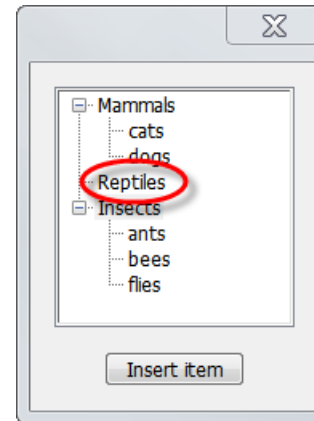 Mammals
cats
dogs
Reptiles
Insects
ants
bees
flies
Insert item